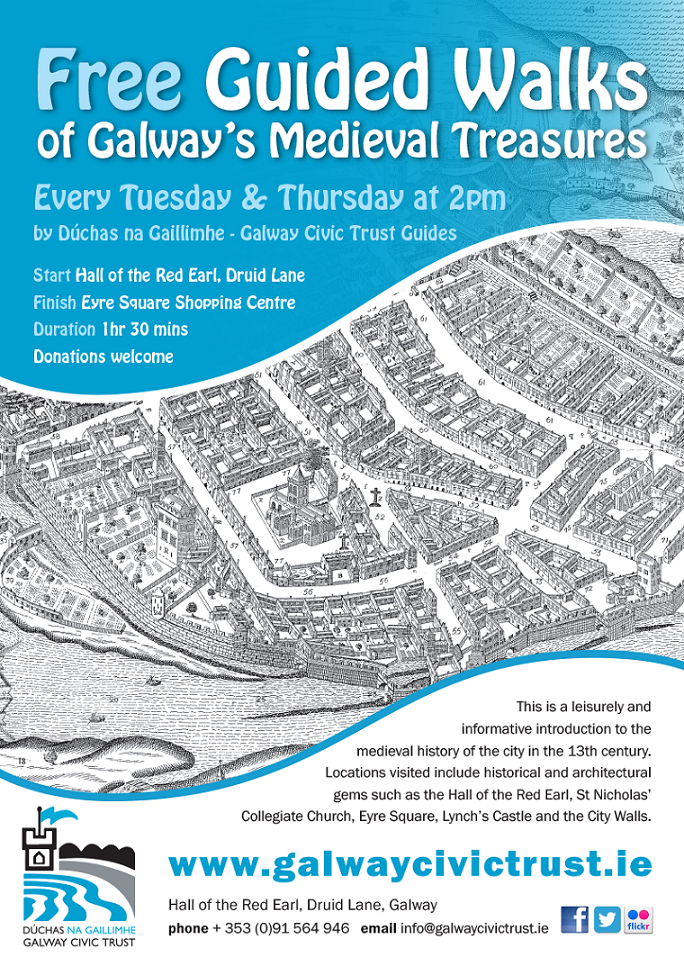 Free Guided Walks
of Galway's Medieval Treasures
Every Tuesday & Thursday at 2pm
by Dúchas na Gaillimhe - Galway Civic Trust Guides
Start Hall of the Red Earl, Druid Lane
Finish Eyre Square Shopping Centre
Duration 1hr 30 mins
Donations welcome
This is a leisurely and
informative introduction to the
medieval history of the city in the 13th century.
Locations visited include historical and architectural
gems such as the Hall of the Red Earl, St Nicholas'
Collegiate Church, Eyre Square, Lynch's Castle and the City Walls.
www.galwaycivictrust.ie
Hall of the Red Earl, Druid Lane, Galway
phone + 353 (0)91 564 946 email info@galwaycivictrust.ie
flickr
DÚCHAS NA GAILLIMHE
GALWAY CIVIC TRUST